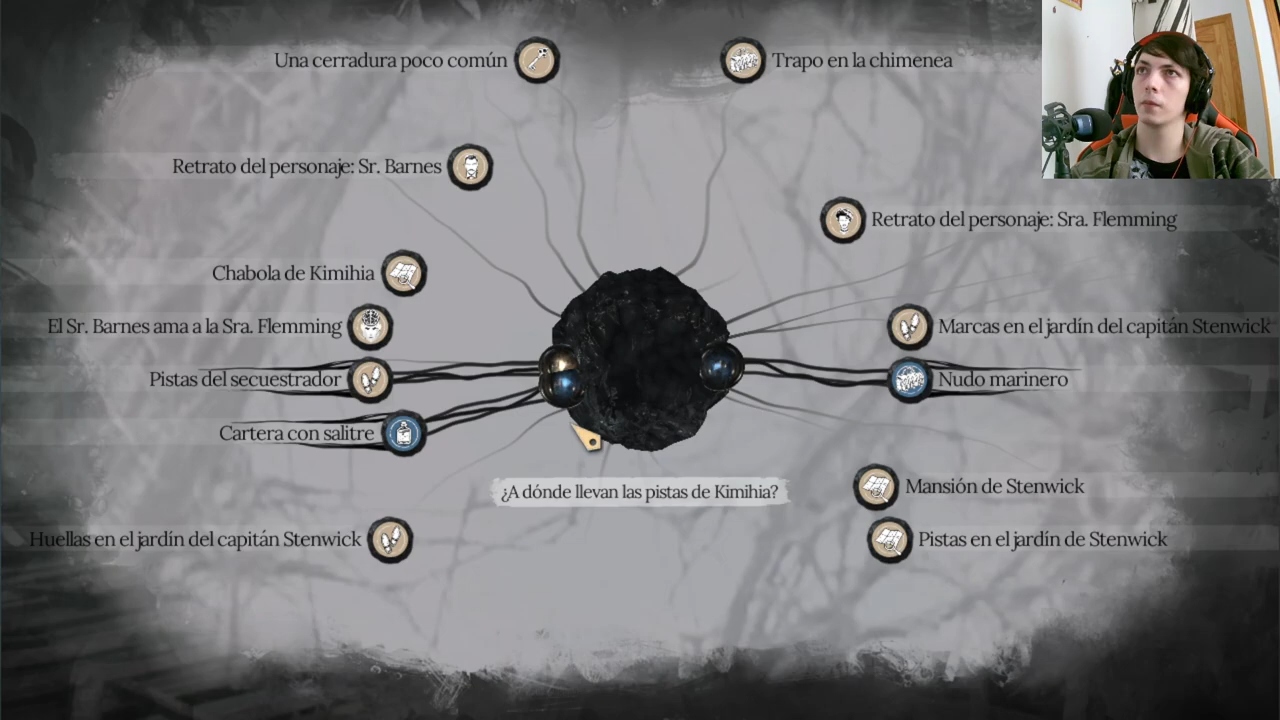 Una cerradura poco común
Trapo en la chimenea
Retrato del personaje: Sr. Barnes
Retrato del personaje: Sra. Flemming
Chabola de Kimihia
El Sr. Barnes ama a la Sra. Flemming
Marcas en el jardín del capitán Stenwick
Pistas del secuestrador
Nudo marinero
Cartera con salitre
¿A dónde llevan las pistas de Kimihia?
Mansión de Stenwick
Huellas en el jardín del capitán Stenwick
Pistas en el jardín de Stenwick